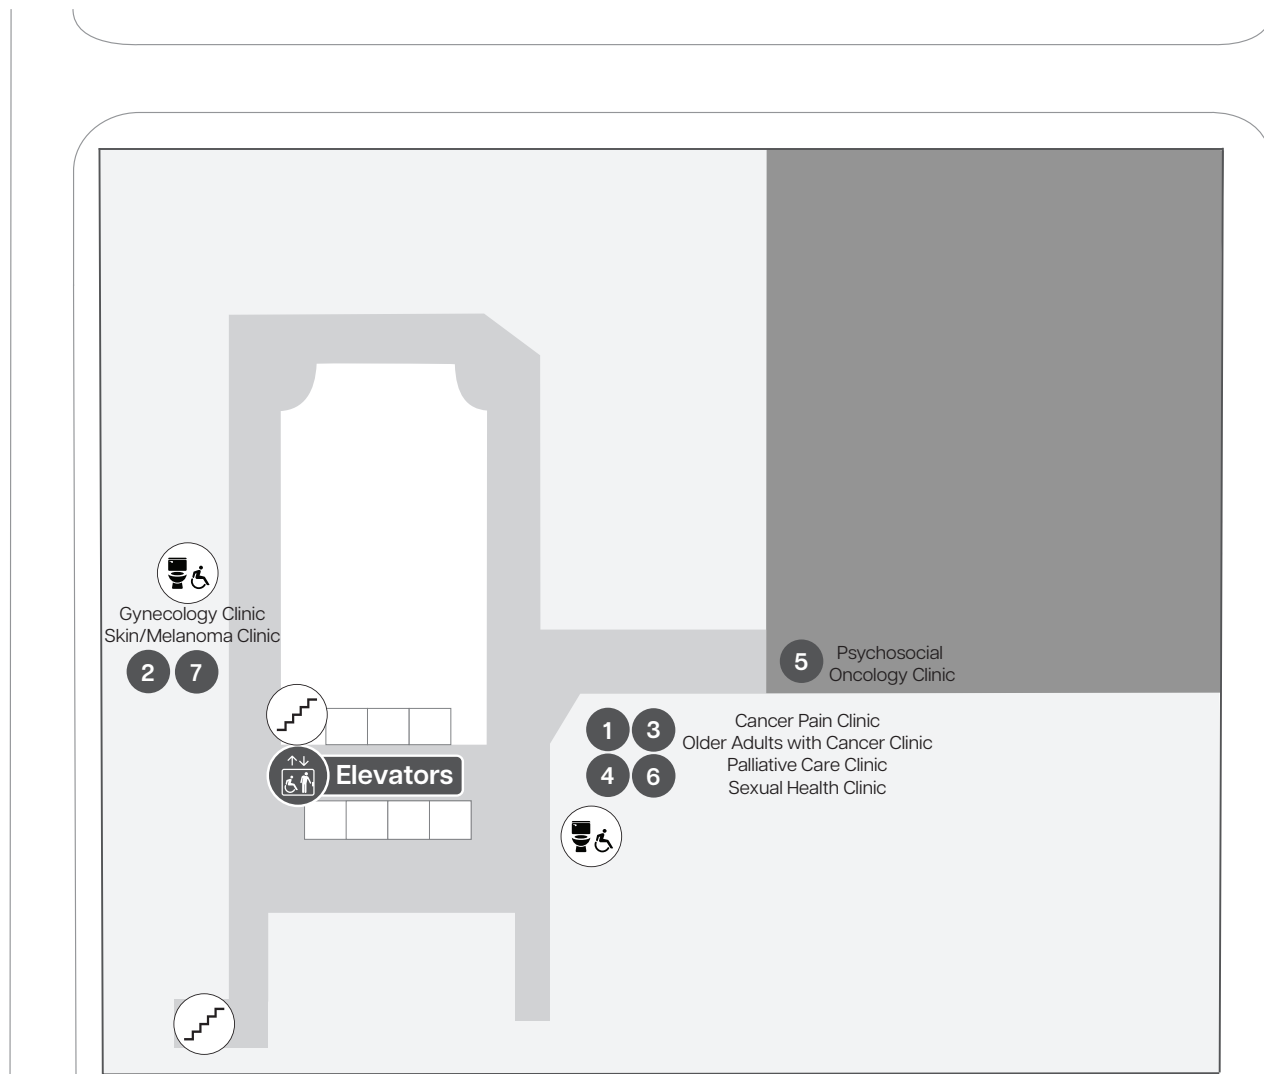 Gynecology Clinic
Skin/Melanoma Clinic
2 7
5 Psychosocial
Oncology Clinic
1 3
4 6
Cancer Pain Clinic
Older Adults with Cancer Clinic
Palliative Care Clinic
Sexual Health Clinic
Elevators